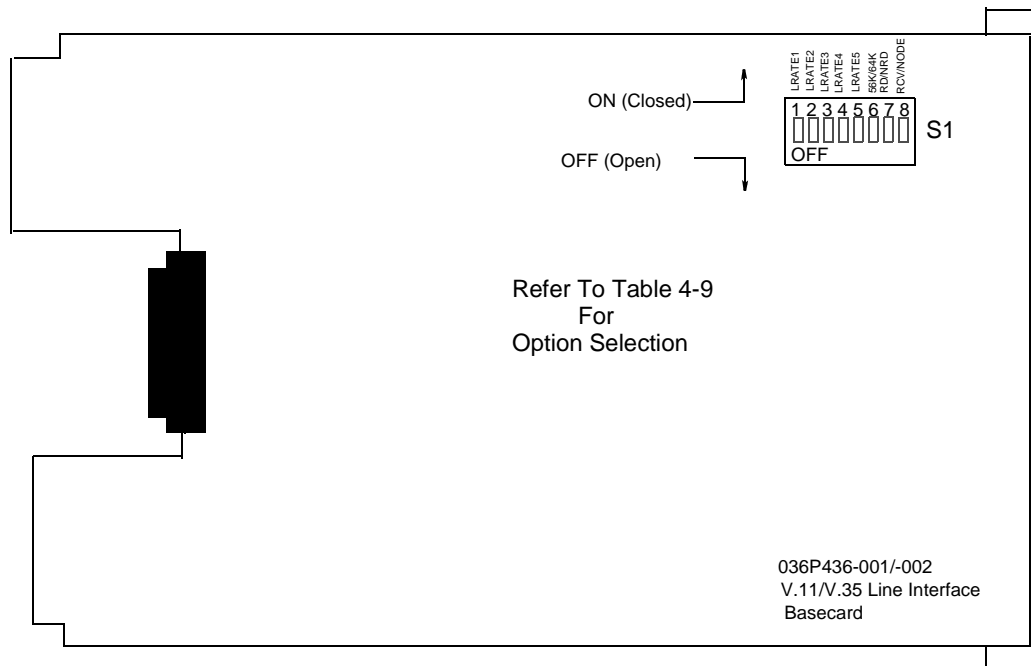 LRATE1
LRATE2
LRATE3
LRATE4
LRATE5
56K/64K
RD/NRD
RCV/NODE
ON (Closed)
1 2 3 4 5 6 7 8
S1
OFF
OFF (Open)
Refer To Table 4-9
For
Option Selection
036P436-001/-002
V.11/V.35 Line Interface
Basecard